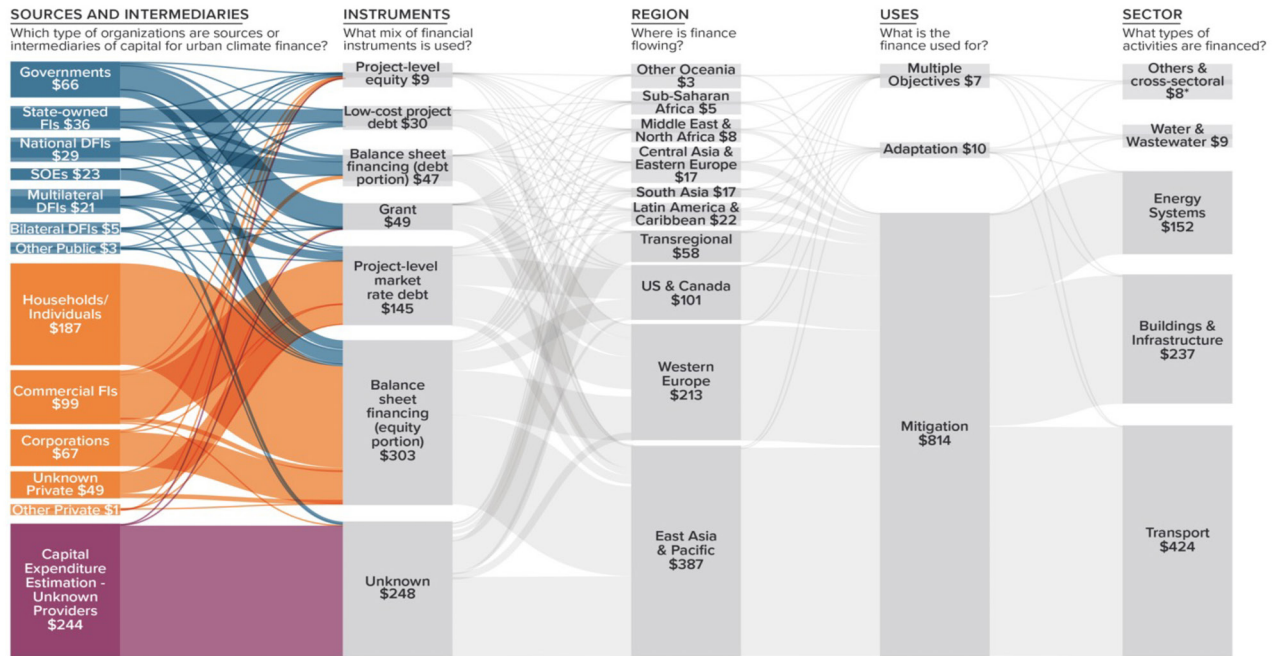 SOURCES AND INTERMEDIARIES
Which type of organizations are sources or
intermediaries of capital for urban climate finance?
Governments
$66
State-owned
FIs $36
National DFIs
$29
SOEs $23
Multilateral
DFIs $21
Bilateral DFIs $5
Other Public $3
Households/
Individuals
$187
Commercial FIs
$99
Corporations
$67
Unknown
Private $49
Other Private $1
Capital
Expenditure
Estimation -
Unknown
Providers
$244
INSTRUMENTS
What mix of financial
instruments is used?
Project-level
equity $9
Low-cost project
debt $30
Balance sheet
financing (debt
portion) $47
Grant
$49
Project-level
market
rate debt
$145
Balance
sheet
financing
(equity
portion)
$303
Unknown
$248
REGION
Where is finance
flowing?
Other Oceania
$3
Sub-Saharan
Africa $5
Middle East &
North Africa $8
Central Asia &
Eastern Europe
$17
South Asia $17
Latin America &
Caribbean $22
Transregional
$58
US & Canada
$101
Western
Europe
$213
East Asia
& Pacific
$387
USES
What is the
finance used for?
Multiple
Objectives $7
Adaptation $10
Mitigation
$814
SECTOR
What types of
activities are financed?
Others &
cross-sectoral
$8*
Water &
Wastewater $9
Energy
Systems
$152
Buildings &
Infrastructure
$237
Transport
$424